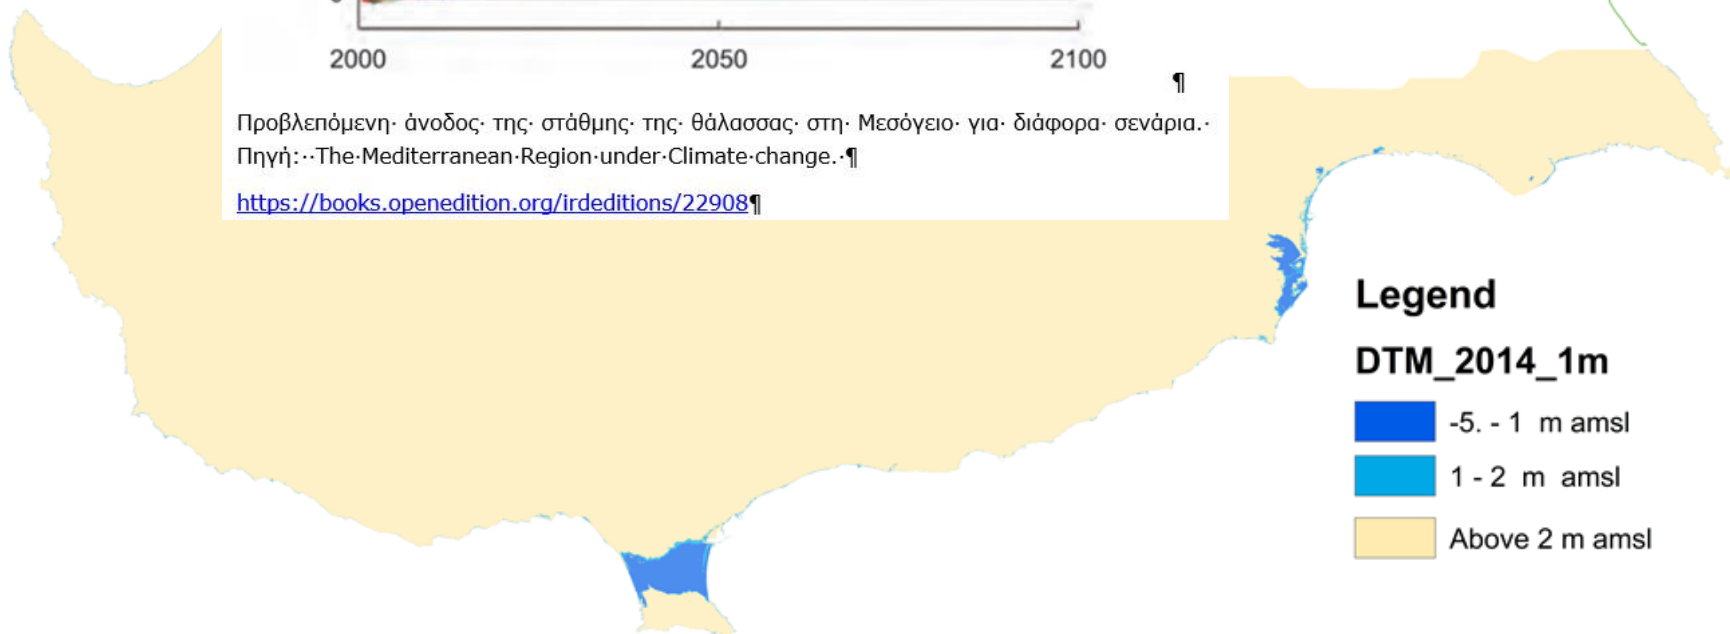 2000 2050 2100
¶
Προβλεπόμενη· άνοδος· της· στάθμης· της· θάλασσας· στη· Μεσόγειο· για· διάφορα· σενάρια.·
Πηγή:··The·Mediterranean·Region·under·Climate·change.·¶
https://books.openedition.org/irdeditions/22908¶
Legend
DTM_2014_1m
-5. - 1 m amsl
1 - 2 m amsl
Above 2 m amsl